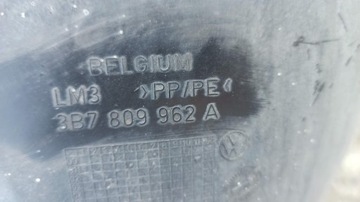 BELGIUM
LM3 >PP/PE<
3B7 809 962 A